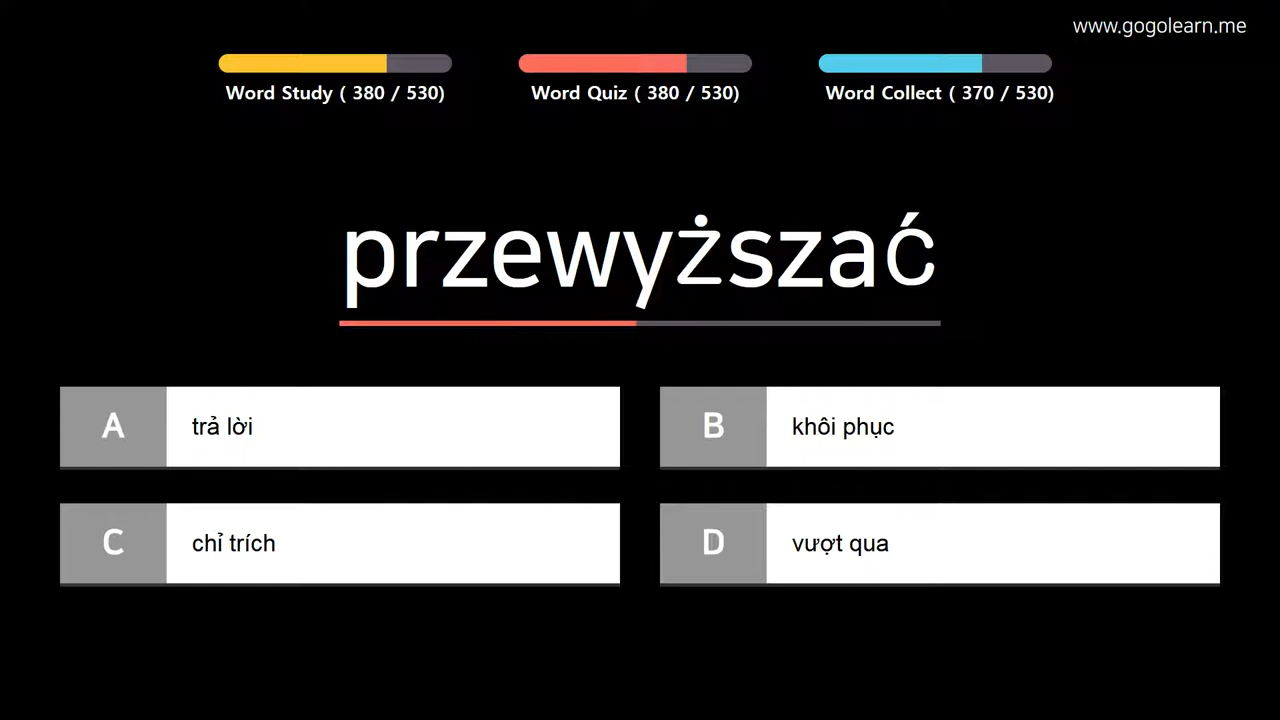 www.gogolearn.me
Word Study ( 380 / 530)
Word Quiz ( 380 / 530)
Word Collect ( 370 / 530)
przewyższać
A trả lời
B khôi phục
C chỉ trích
D vượt qua